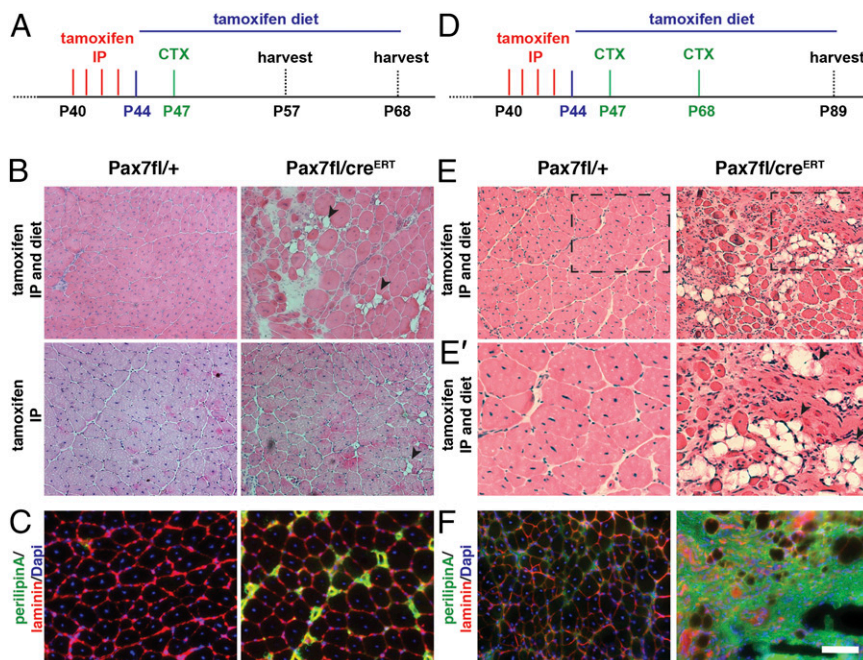 A
tamoxifen diet
tamoxifen
IP
CTX
harvest
harvest
P40
P44
P47
P57
P68
D
tamoxifen diet
tamoxifen
IP
CTX
CTX
harvest
P40
P44
P47
P68
P89
B
Pax7fl/+
Pax7fl/creERT
tamoxifen
IP and diet
tamoxifen
IP
C
perilipinA/
laminin/Dapi
E
Pax7fl/+
Pax7fl/creERT
tamoxifen
IP and diet
E′
tamoxifen
IP and diet
F
perilipinA/
laminin/Dapi